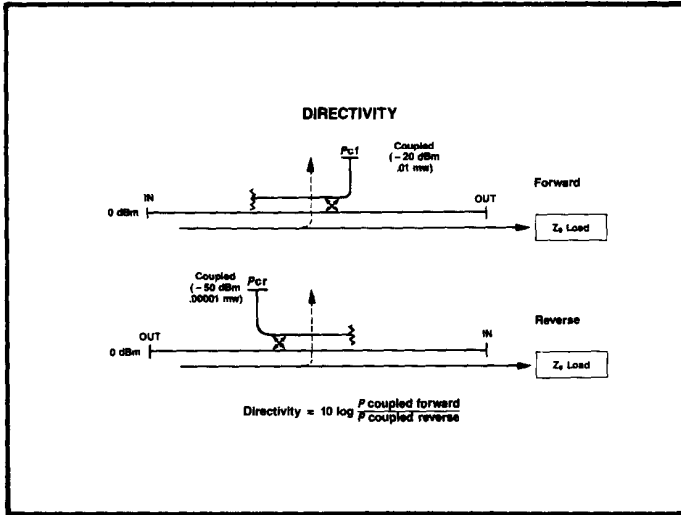 DIRECTIVITY
Pcf
Coupled
(– 20 dBm
.01 mw)
Forward
IN
OUT
0 dBm
Z₀ Load
Coupled
(– 50 dBm
.00001 mw)
Pcr
Reverse
OUT
IN
0 dBm
Z₀ Load
Directivity = 10 log P coupled forward
P coupled reverse